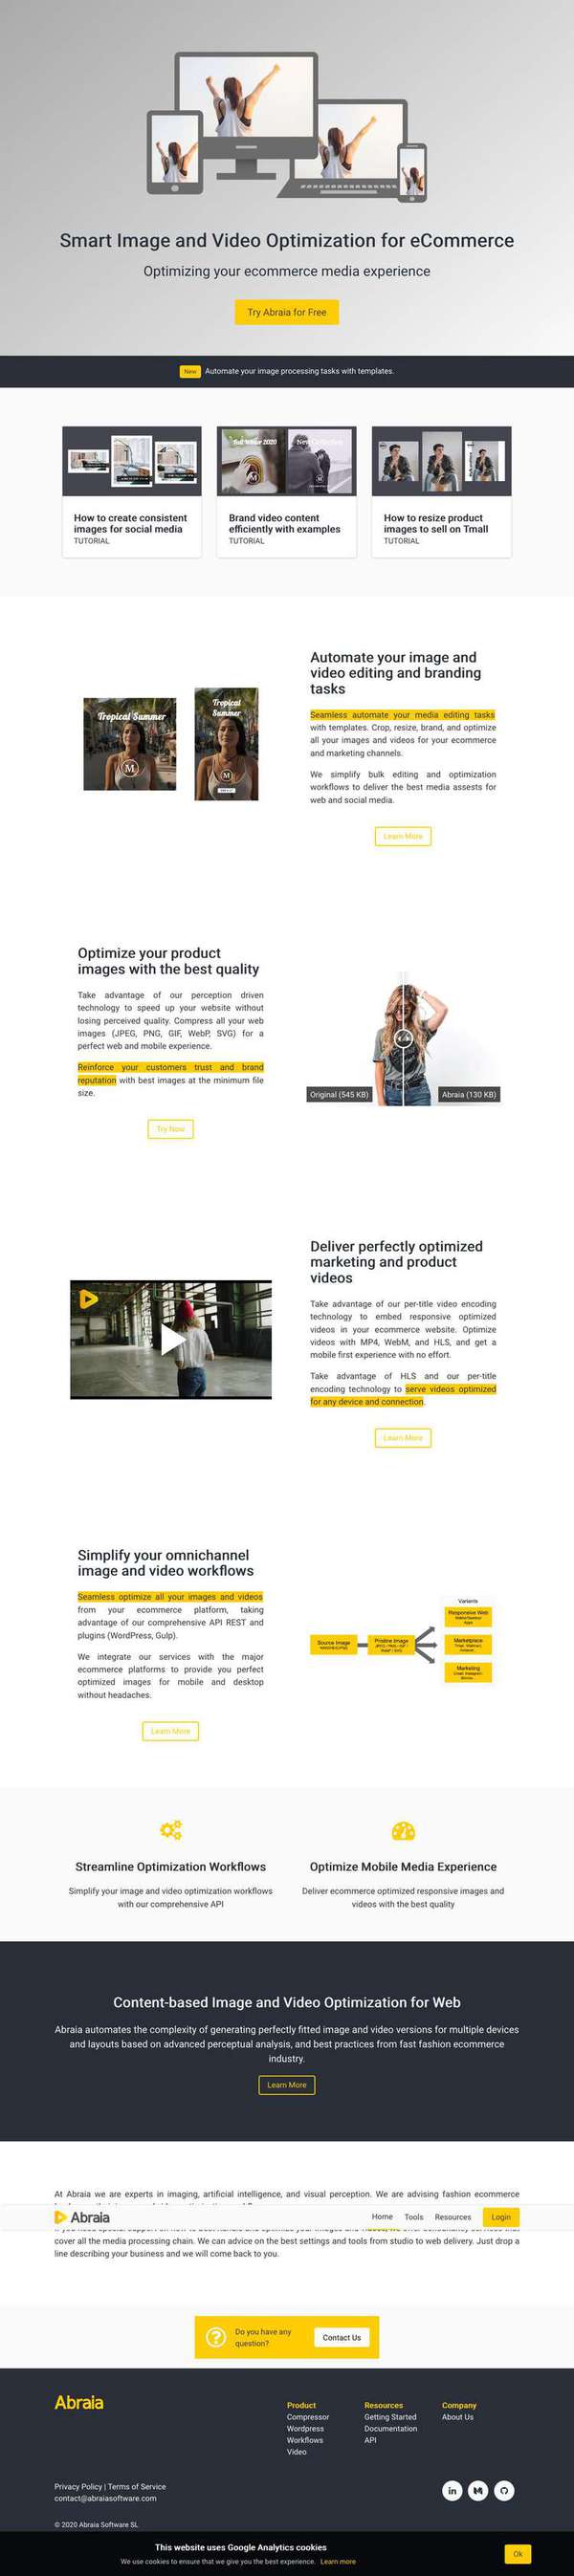 Smart Image and Video Optimization for eCommerce
Optimizing your ecommerce media experience
Try Abraia for Free
New Automate your image processing tasks with templates.
Fall Winter 2020
How to create consistent
images for social media
TUTORIAL
Brand video content
efficiently with examples
TUTORIAL
How to resize product
images to sell on Tmall
TUTORIAL
Tropical Summer
M
Tropical
Summer
M
Automate your image and
video editing and branding
tasks
Seamless automate your media editing tasks
with templates. Crop, resize, brand, and optimize
all your images and videos for your ecommerce
and marketing channels.
We simplify bulk editing and optimization
workflows to deliver the best media assests for
web and social media.
Learn More
Optimize your product
images with the best quality
Take advantage of our perception driven
technology to speed up your website without
losing perceived quality. Compress all your web
images (JPEG, PNG, GIF, WebP, SVG) for a
perfect web and mobile experience.
Reinforce your customers trust and brand
reputation with best images at the minimum file
size.
Try Now
Original (545 KB)
Abraia (130 KB)
Deliver perfectly optimized
marketing and product
videos
Take advantage of our per-title video encoding
technology to embed responsive optimized
videos in your ecommerce website. Optimize
videos with MP4, WebM, and HLS, and get a
mobile first experience with no effort.
Take advantage of HLS and our per-title
encoding technology to serve videos optimized
for any device and connection.
Learn More
Simplify your omnichannel
image and video workflows
Seamless optimize all your images and videos
from your ecommerce platform, taking
advantage of our comprehensive API REST and
plugins (WordPress, Gulp).
We integrate our services with the major
ecommerce platforms to provide you perfect
optimized images for mobile and desktop
without headaches.
Learn More
Source Image
Pristine Image
Variants
Responsive Web
Marketplace
Marketing
Streamline Optimization Workflows
Simplify your image and video optimization workflows
with our comprehensive API
Optimize Mobile Media Experience
Deliver ecommerce optimized responsive images and
videos with the best quality
Content-based Image and Video Optimization for Web
Abraia automates the complexity of generating perfectly fitted image and video versions for multiple devices
and layouts based on advanced perceptual analysis, and best practices from fast fashion ecommerce
industry.
Learn More
At Abraia we are experts in imaging, artificial intelligence, and visual perception. We are advising fashion ecommerce
Abraia
Home Tools Resources Login
cover all the media processing chain. We can advice on the best settings and tools from studio to web delivery. Just drop a
line describing your business and we will come back to you.
Do you have any
question?
Contact Us
Abraia
Product
Compressor
Wordpress
Workflows
Video
Resources
Getting Started
Documentation
API
Company
About Us
Privacy Policy | Terms of Service
contact@abraiasoftware.com
in
© 2020 Abraia Software SL
This website uses Google Analytics cookies
We use cookies to ensure that we give you the best experience. Learn more
Ok